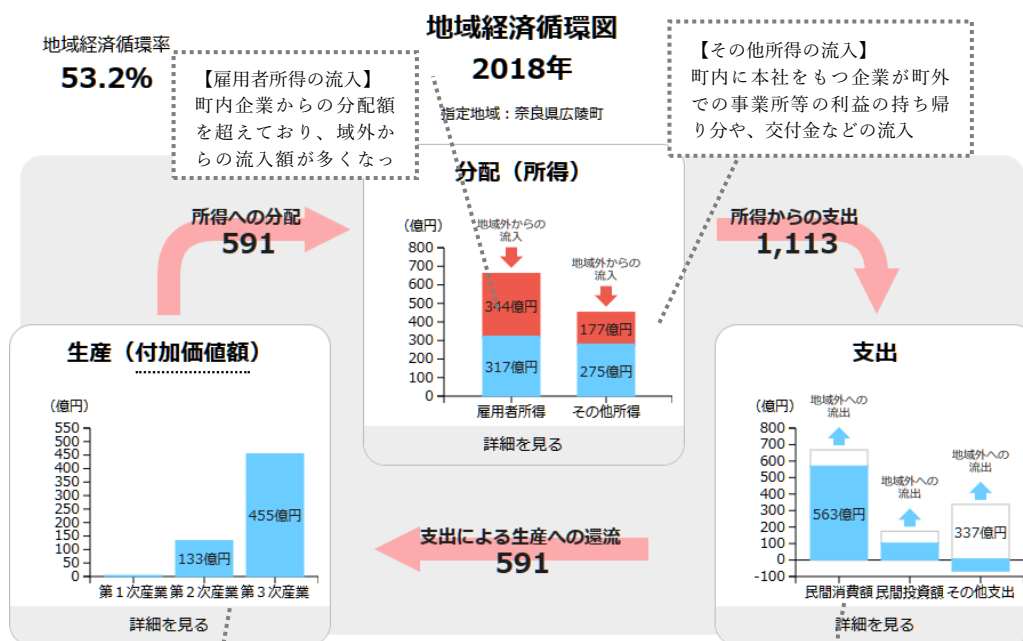 地域経済循環率
53.2%
地域経済循環図
2018年
指定地域：奈良県広陵町
【雇用者所得の流入】
町内企業からの分配額
を超えており、域外か
らの流入額が多くなっ
【その他所得の流入】
町内に本社をもつ企業が町外
での事業所等の利益の持ち帰
り分や、交付金などの流入
所得への分配
591
分配（所得）
（億円）
800
700
600
500
400
300
200
100
0
地域外からの
流入
344億円
317億円
雇用者所得
地域外からの
流入
177億円
275億円
その他所得
詳細を見る
所得からの支出
1,113
生産（付加価値額）
（億円）
550
500
450
400
350
300
250
200
150
100
50
0
133億円
455億円
第１次産業
第２次産業
第３次産業
詳細を見る
支出による生産への還流
591
支出
（億円）
800
700
600
500
400
300
200
100
0
-100
地域外への
流出
563億円
民間消費額
地域外への
流出
民間投資額
地域外への
流出
337億円
その他支出
詳細を見る